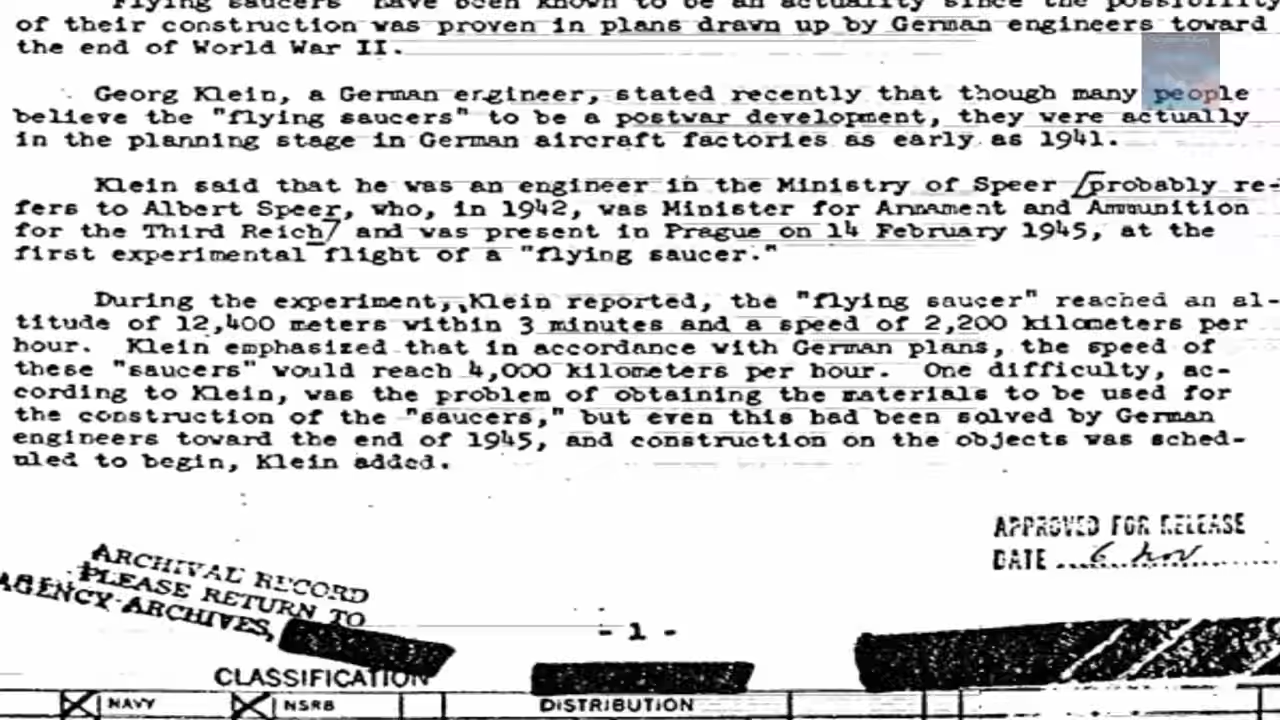 "Flying saucers" have been known to be an actuality since the possibility
of their construction was proven in plans drawn up by German engineers toward
the end of World War II.
Georg Klein, a German engineer, stated recently that though many people
believe the "flying saucers" to be a postwar development, they were actually
in the planning stage in German aircraft factories as early as 1941.
Klein said that he was an engineer in the Ministry of Speer [probably re-
fers to Albert Speer, who, in 1942, was Minister for Armament and Ammunition
for the Third Reich] and was present in Prague on 14 February 1945, at the
first experimental flight of a "flying saucer."
During the experiment, Klein reported, the "flying saucer" reached an al-
titude of 12,400 meters within 3 minutes and a speed of 2,200 kilometers per
hour. Klein emphasized that in accordance with German plans, the speed of
these "saucers" would reach 4,000 kilometers per hour. One difficulty, ac-
cording to Klein, was the problem of obtaining the materials to be used for
the construction of the "saucers," but even this had been solved by German
engineers toward the end of 1945, and construction on the objects was sched-
uled to begin, Klein added.
APPROVED FOR RELEASE
DATE 6 Nov
ARCHIVAL RECORD
PLEASE RETURN TO
AGENCY ARCHIVES,
- 1 -
CLASSIFICATION
NAVY NSRB DISTRIBUTION